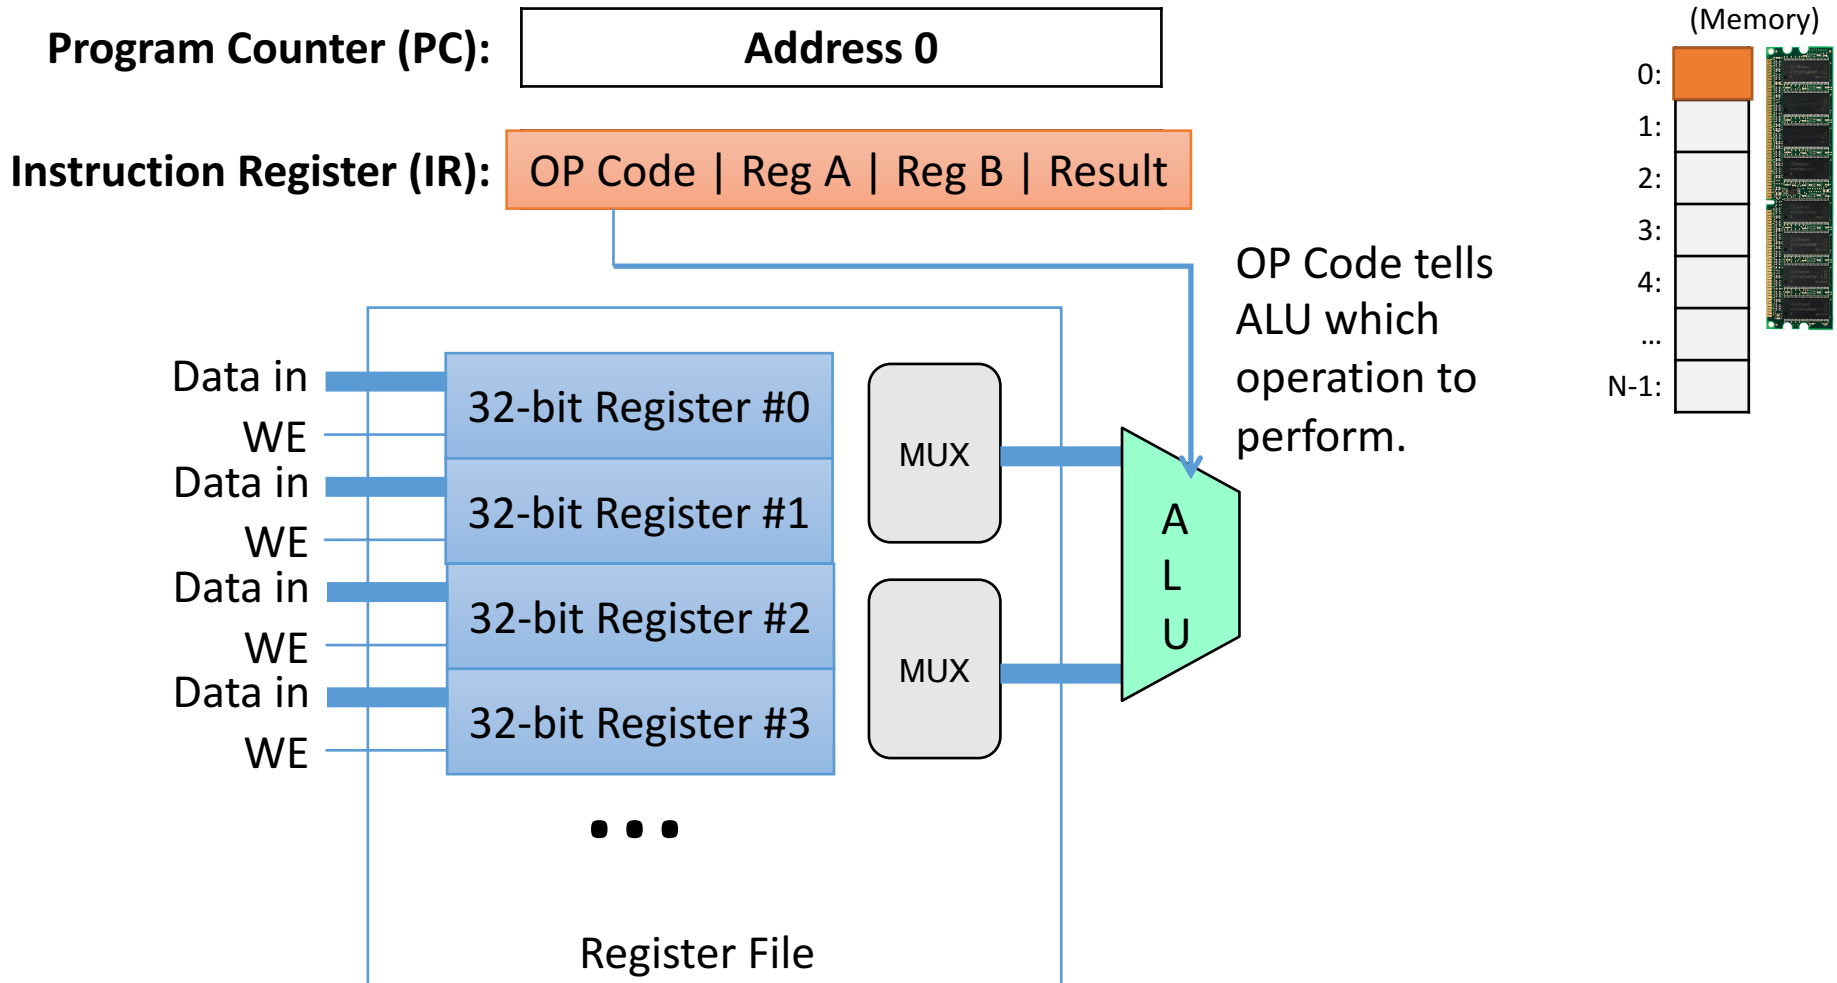 Program Counter (PC):
Address 0
(Memory)
0:
1:
2:
3:
4:
...
N-1:
Instruction Register (IR):
OP Code | Reg A | Reg B | Result
OP Code tells
ALU which
operation to
perform.
Data in
WE
32-bit Register #0
Data in
WE
32-bit Register #1
Data in
WE
32-bit Register #2
Data in
WE
32-bit Register #3
MUX
MUX
A
L
U
...
Register File